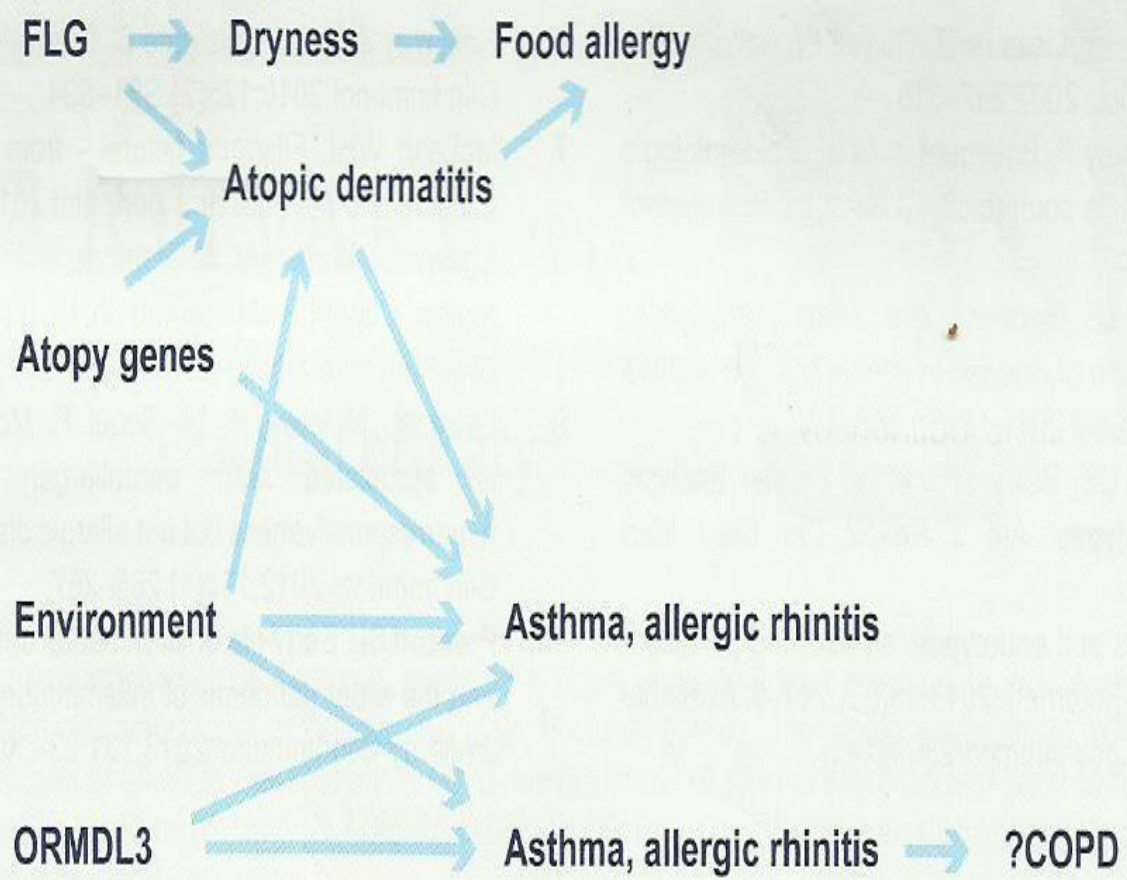 FLG Dryness Food allergy
Atopic dermatitis
Atopy genes
Environment Asthma, allergic rhinitis
ORMDL3 Asthma, allergic rhinitis ?COPD